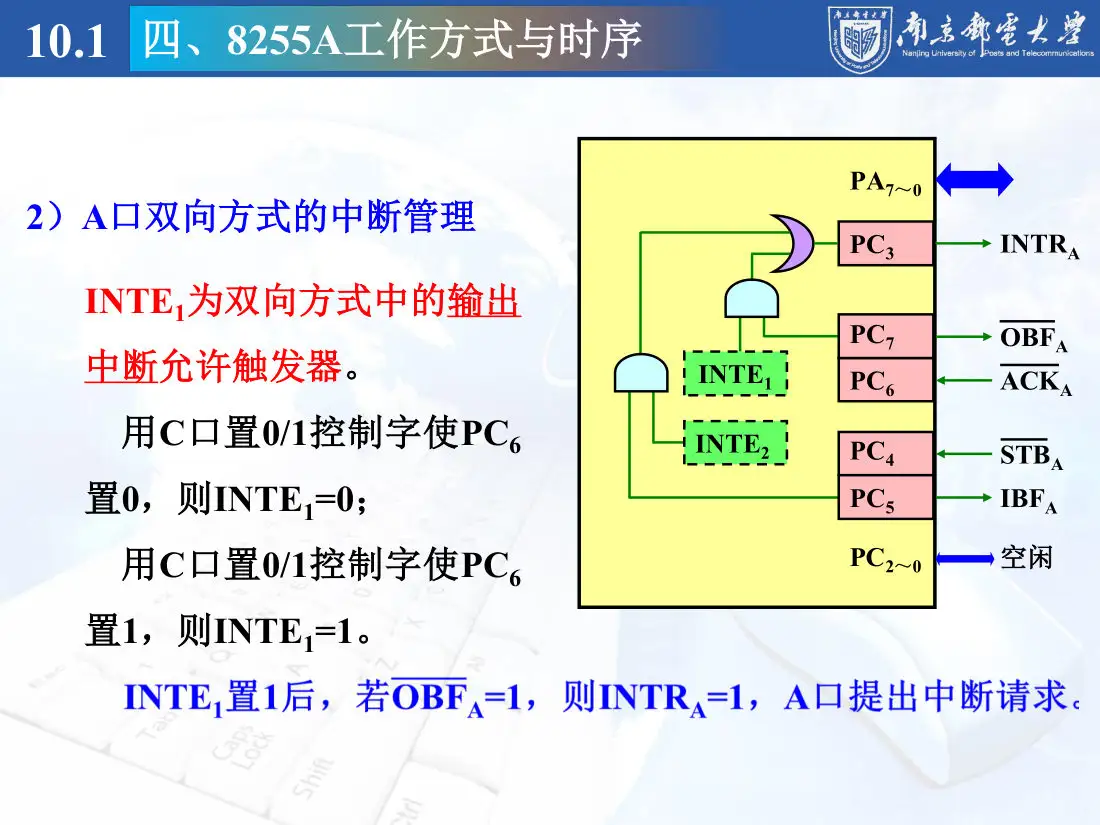 10.1 四、8255A工作方式与时序
南京邮电大学
Nanjing University of Posts and Telecommunications
2）A口双向方式的中断管理
INTE₁为双向方式中的输出
中断允许触发器。
用C口置0/1控制字使PC₆
置0，则INTE₁=0；
用C口置0/1控制字使PC₆
置1，则INTE₁=1。
INTE₁置1后，若O̅B̅F̅A=1，则INTRA=1，A口提出中断请求。
PA7～0
PC₃ INTRA
PC₇ O̅B̅F̅A
INTE₁
PC₆ A̅C̅K̅A
INTE₂
PC₄ S̅T̅B̅A
PC₅ IBFA
PC2～0 空闲
Tab
Caps
Lock
Shift